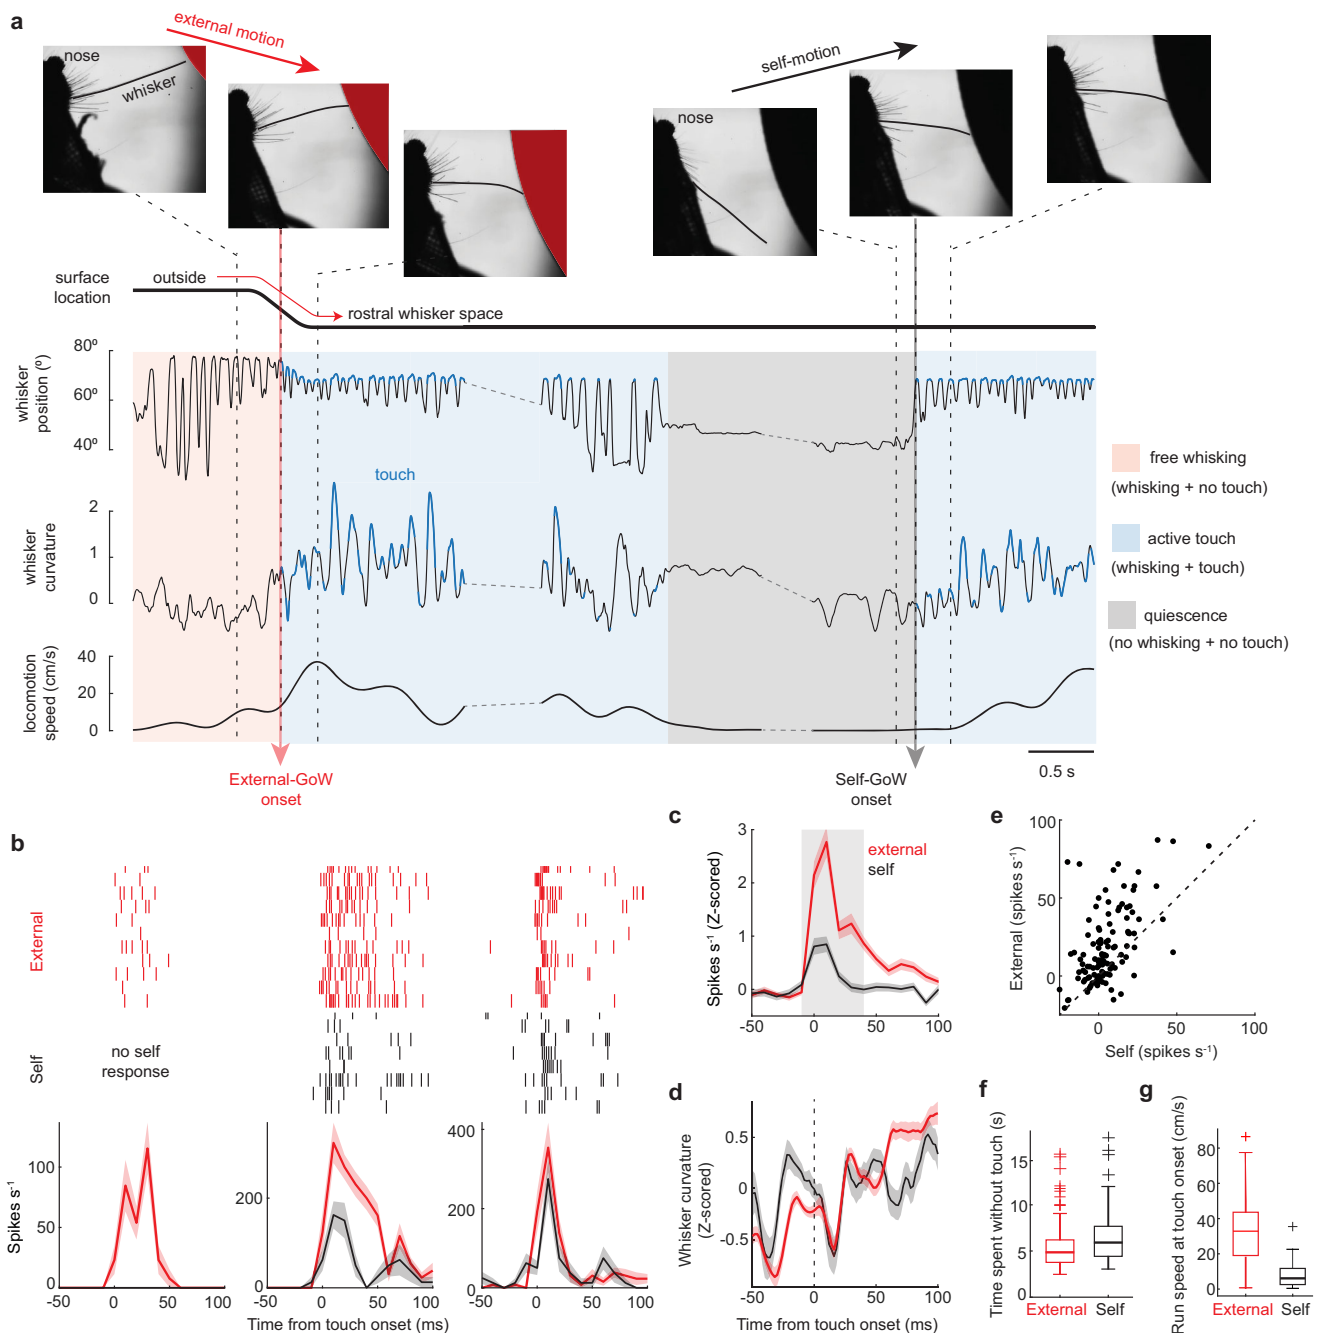 a
external motion
nose
whisker
self-motion
nose
surface
location
outside
rostral whisker space
whisker
position (º)
80º
60º
40º
touch
whisker
curvature
2
1
0
locomotion
speed (cm/s)
40
20
0
free whisking
(whisking + no touch)
active touch
(whisking + touch)
quiescence
(no whisking + no touch)
External-GoW
onset
Self-GoW
onset
0.5 s
b
External
Self
no self
response
Spikes s⁻¹
100
50
0
-50 0 50 100
200
0
-50 0 50 100
400
200
0
-50 0 50 100
Time from touch onset (ms)
c
Spikes s⁻¹ (Z-scored)
3
2
1
0
external
self
-50 0 50 100
d
Whisker curvature
(Z-scored)
0.5
0
-0.5
-50 0 50 100
Time from touch onset (ms)
e
External (spikes s⁻¹)
100
50
0
0 50 100
Self (spikes s⁻¹)
f
Time spent without touch (s)
15
10
5
0
External Self
g
Run speed at touch onset (cm/s)
80
60
40
20
0
External Self